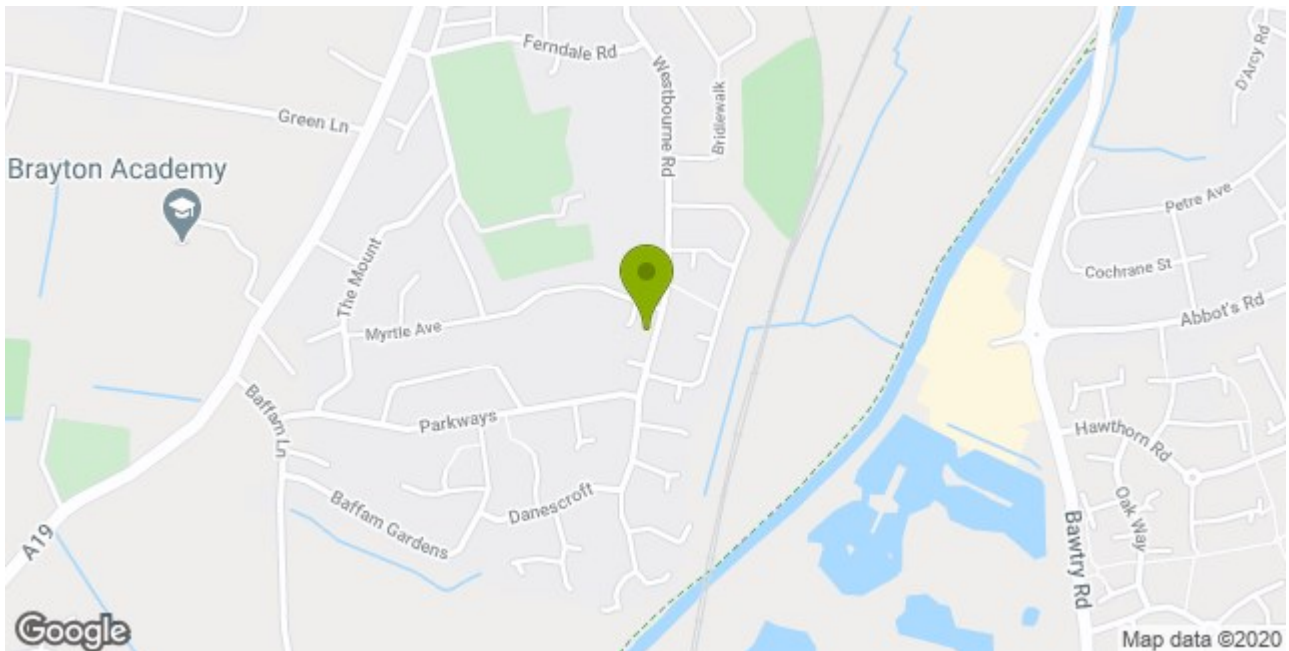 Ferndale Rd
Westbourne Rd
Bridlewalk
D'Arcy Rd
Green Ln
Brayton Academy
Petre Ave
The Mount
Cochrane St
Abbot's Rd
Myrtle Ave
Baffam Ln
Parkways
Hawthorn Rd
Danescroft
Oak Way
Baffam Gardens
A19
Bawtry Rd
Google
Map data ©2020